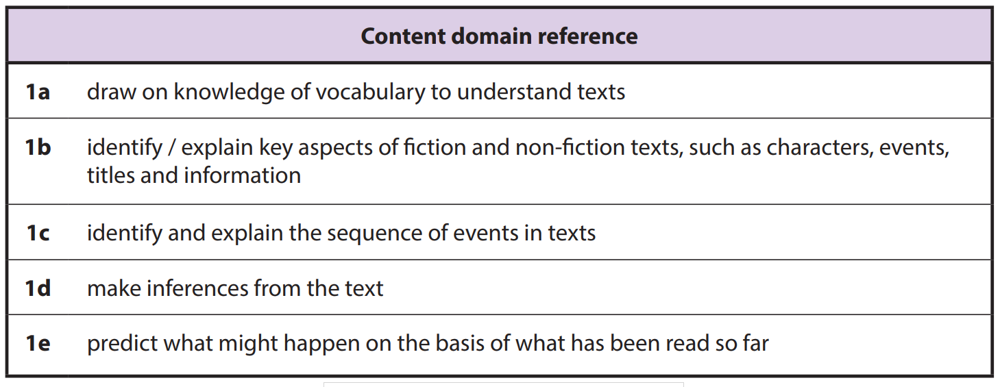 Content domain reference
1a draw on knowledge of vocabulary to understand texts
1b identify / explain key aspects of fiction and non-fiction texts, such as characters, events,
titles and information
1c identify and explain the sequence of events in texts
1d make inferences from the text
1e predict what might happen on the basis of what has been read so far